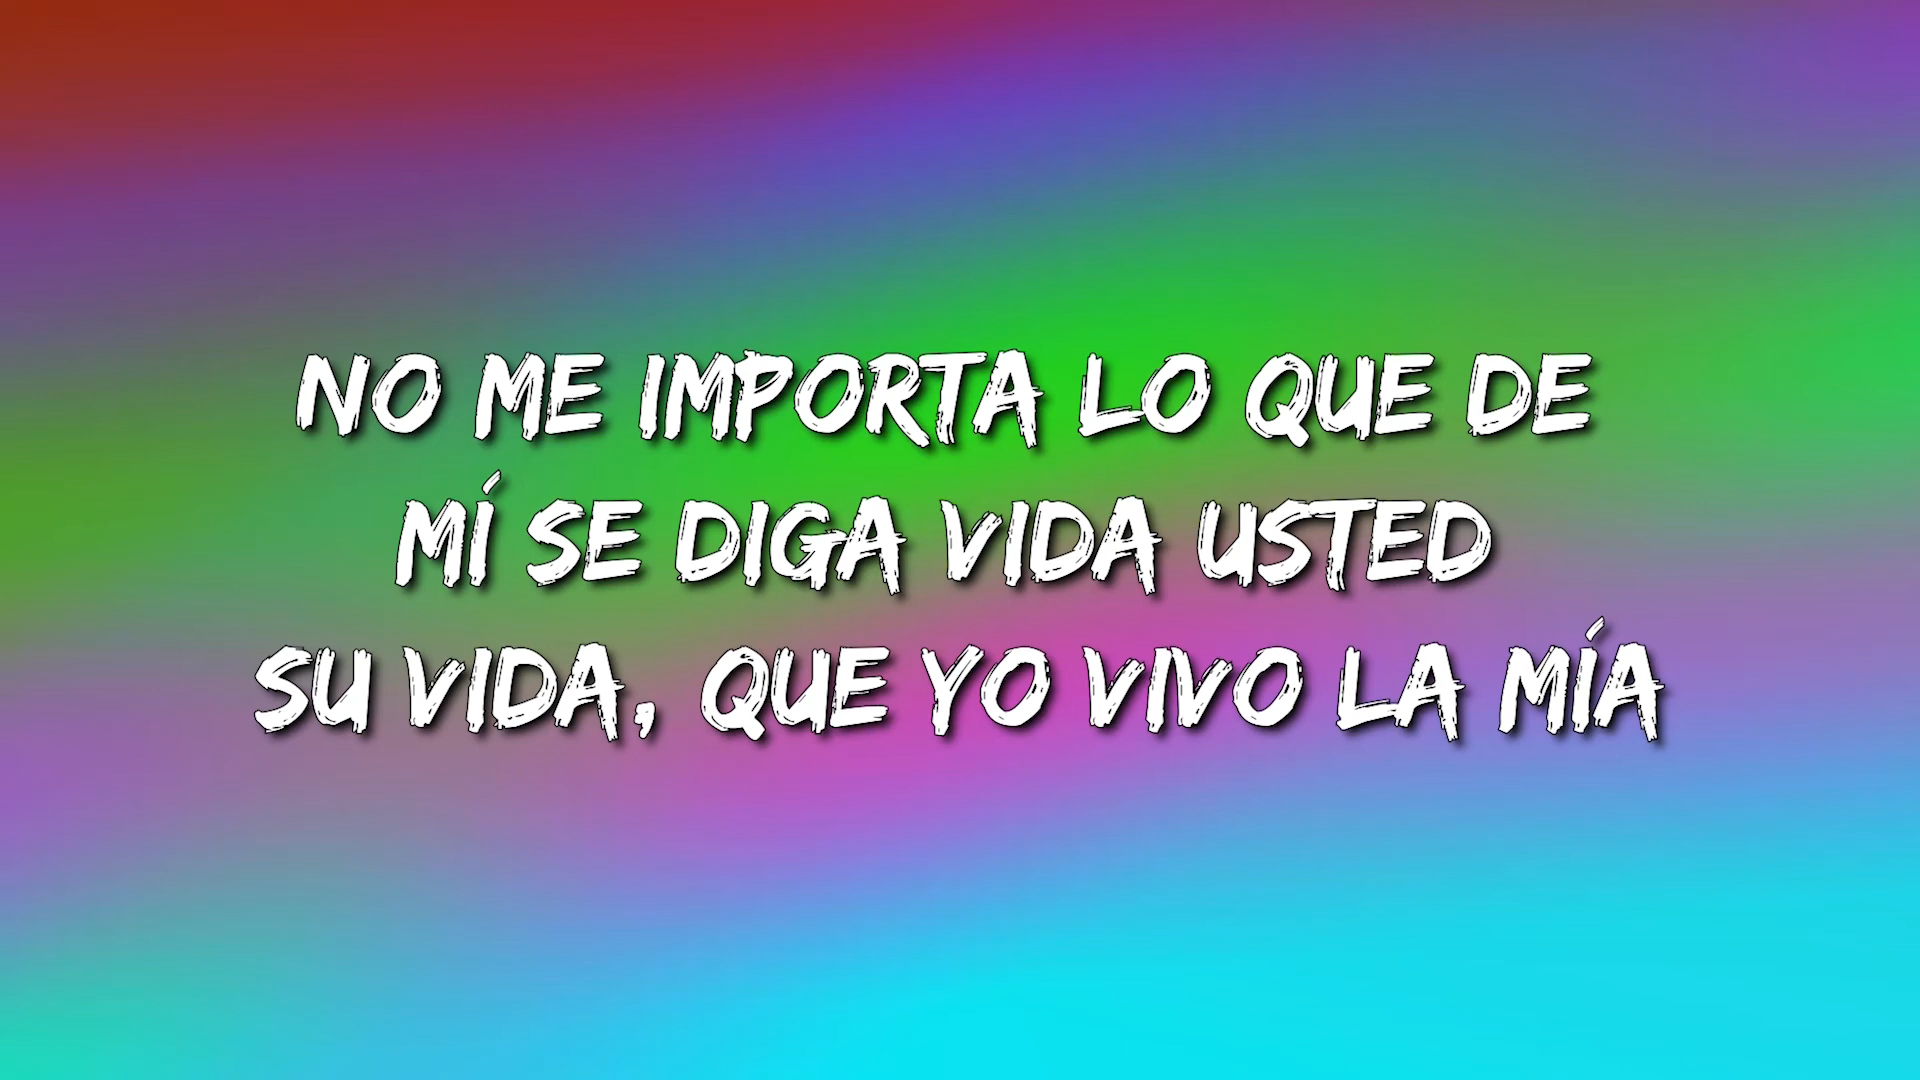 NO ME IMPORTA LO QUE DE
MÍ SE DIGA VIDA USTED
SU VIDA, QUE YO VIVO LA MÍA